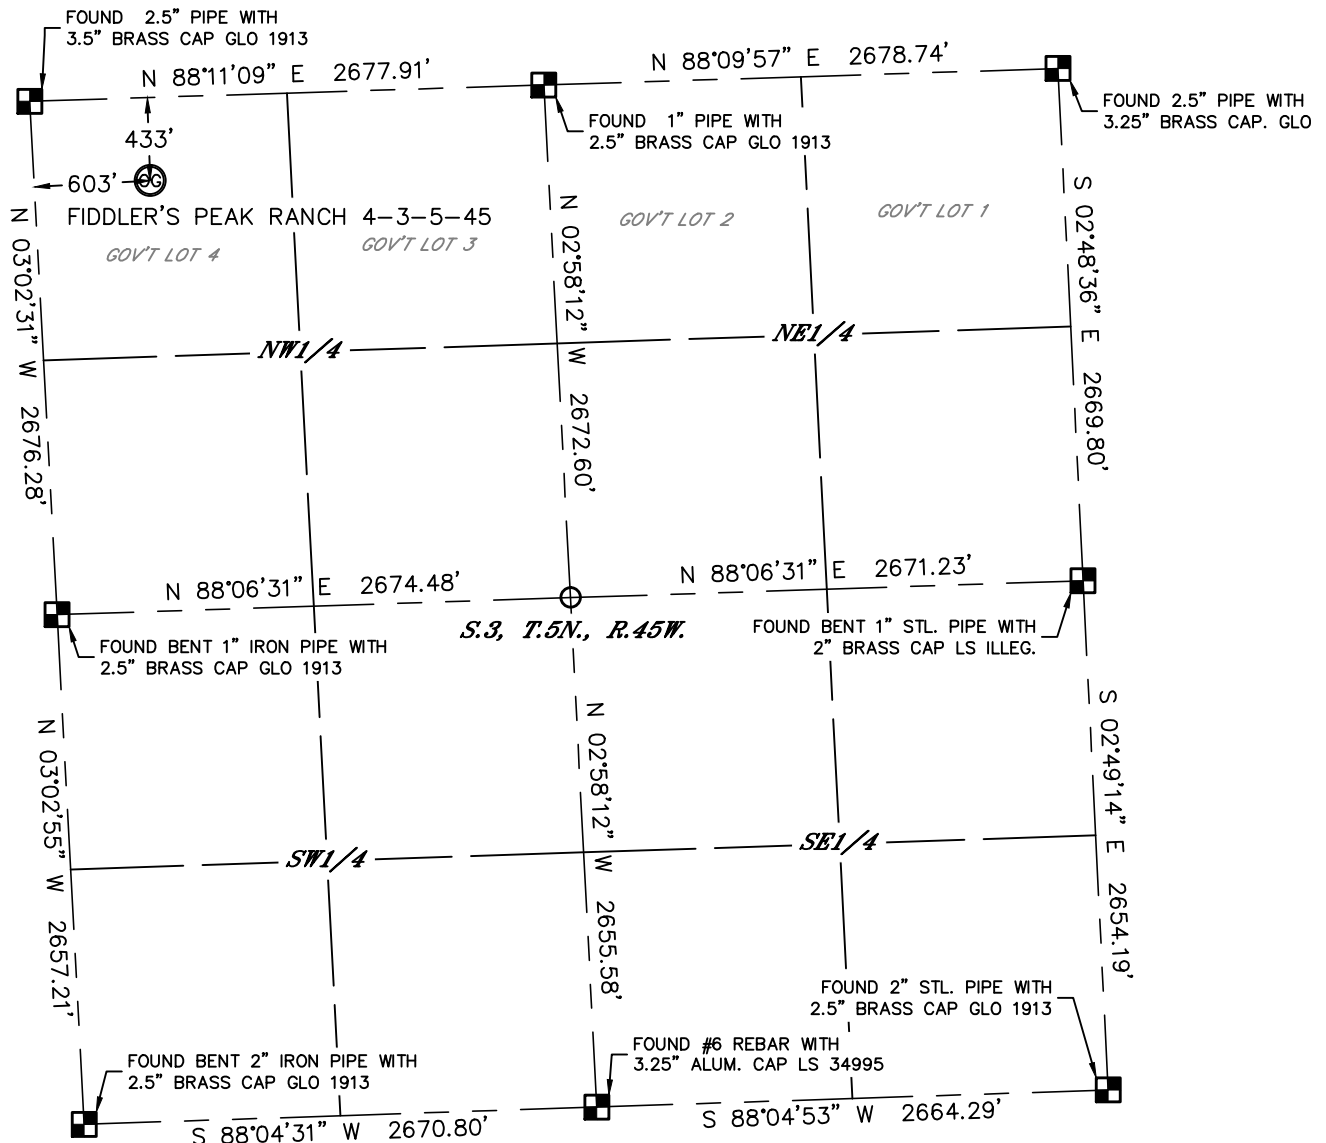 FOUND 2.5" PIPE WITH
3.5" BRASS CAP GLO 1913
N 88°11'09" E 2677.91'
N 88°09'57" E 2678.74'
FOUND 1" PIPE WITH
2.5" BRASS CAP GLO 1913
FOUND 2.5" PIPE WITH
3.25" BRASS CAP. GLO
433'
603'
FIDDLER'S PEAK RANCH 4-3-5-45
GOV'T LOT 4
GOV'T LOT 3
GOV'T LOT 2
GOV'T LOT 1
N 03°02'31" W 2676.28'
N 02°58'12" W 2672.60'
S 02°48'36" E 2669.80'
NW1/4
NE1/4
N 88°06'31" E 2674.48'
N 88°06'31" E 2671.23'
S.3, T.5N., R.45W.
FOUND BENT 1" IRON PIPE WITH
2.5" BRASS CAP GLO 1913
FOUND BENT 1" STL. PIPE WITH
2" BRASS CAP LS ILLEG.
N 03°02'55" W 2657.21'
N 02°58'12" W 2655.58'
S 02°49'14" E 2654.19'
SW1/4
SE1/4
FOUND 2" STL. PIPE WITH
2.5" BRASS CAP GLO 1913
FOUND BENT 2" IRON PIPE WITH
2.5" BRASS CAP GLO 1913
FOUND #6 REBAR WITH
3.25" ALUM. CAP LS 34995
S 88°04'31" W 2670.80'
S 88°04'53" W 2664.29'